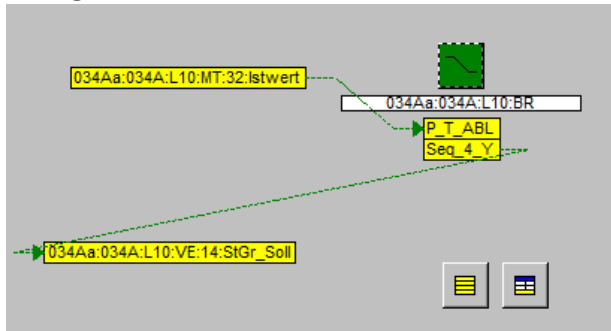 034Aa:034A:L10:MT:32:Istwert
034Aa:034A:L10:BR
P_T_ABL
Seq_4_Y
034Aa:034A:L10:VE:14:StGr_Soll